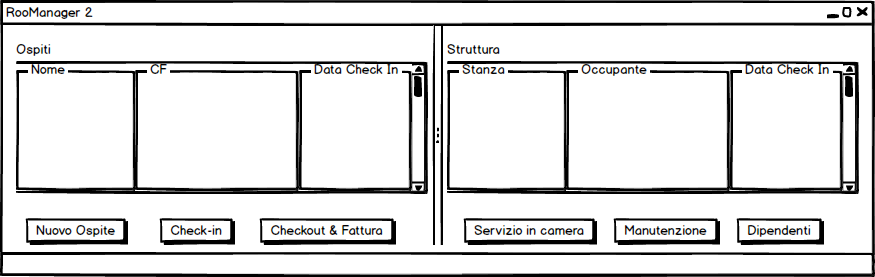 RooManager 2
Ospiti
Nome CF Data Check In
Nuovo Ospite Check-in Checkout & Fattura
Struttura
Stanza Occupante Data Check In
Servizio in camera Manutenzione Dipendenti